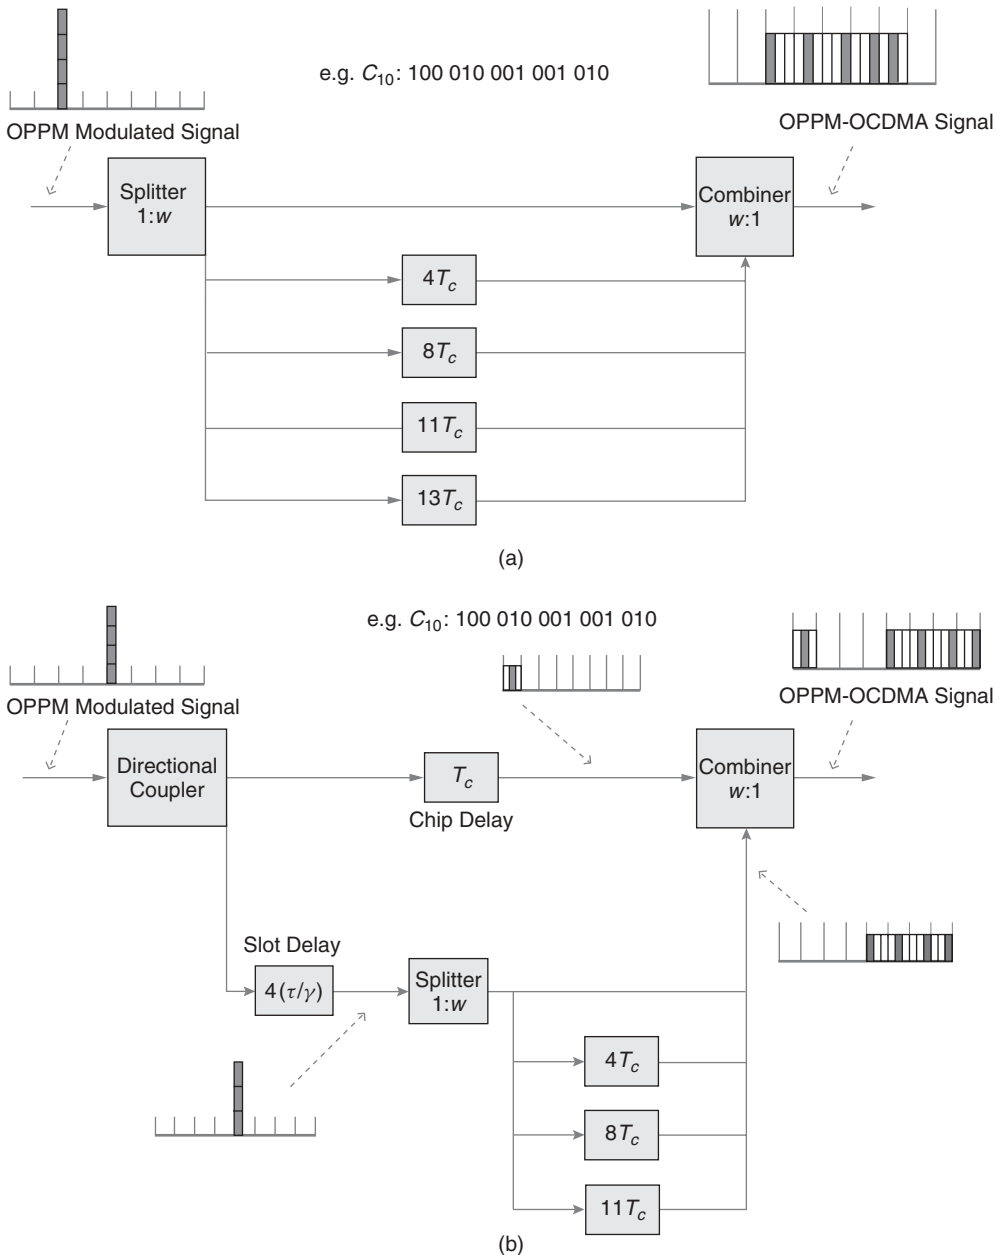 e.g. C10: 100 010 001 001 010
OPPM Modulated Signal
OPPM-OCDMA Signal
Splitter
1:w
Combiner
w:1
4Tc
8Tc
11Tc
13Tc
(a)
e.g. C10: 100 010 001 001 010
OPPM Modulated Signal
OPPM-OCDMA Signal
Directional
Coupler
Tc
Chip Delay
Combiner
w:1
Slot Delay
4(τ/γ)
Splitter
1:w
4Tc
8Tc
11Tc
(b)